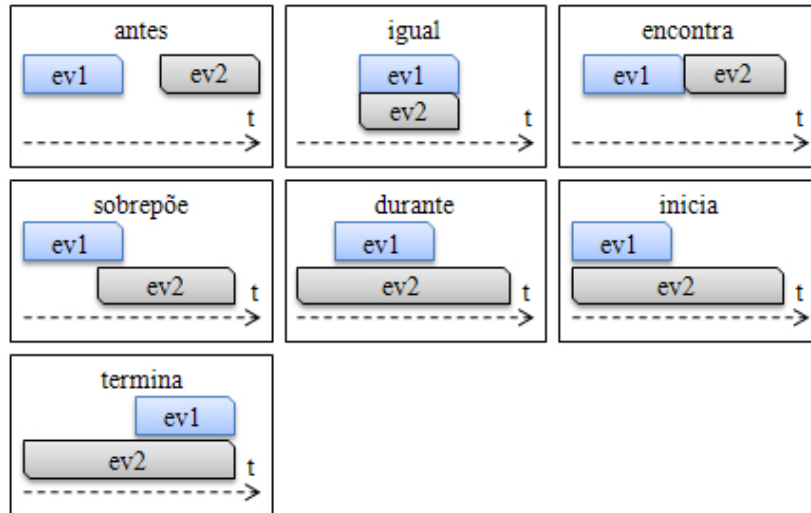 antes
ev1
ev2
t
igual
ev1
ev2
t
encontra
ev1
ev2
t
sobrepõe
ev1
ev2
t
durante
ev1
ev2
t
inicia
ev1
ev2
t
termina
ev1
ev2
t